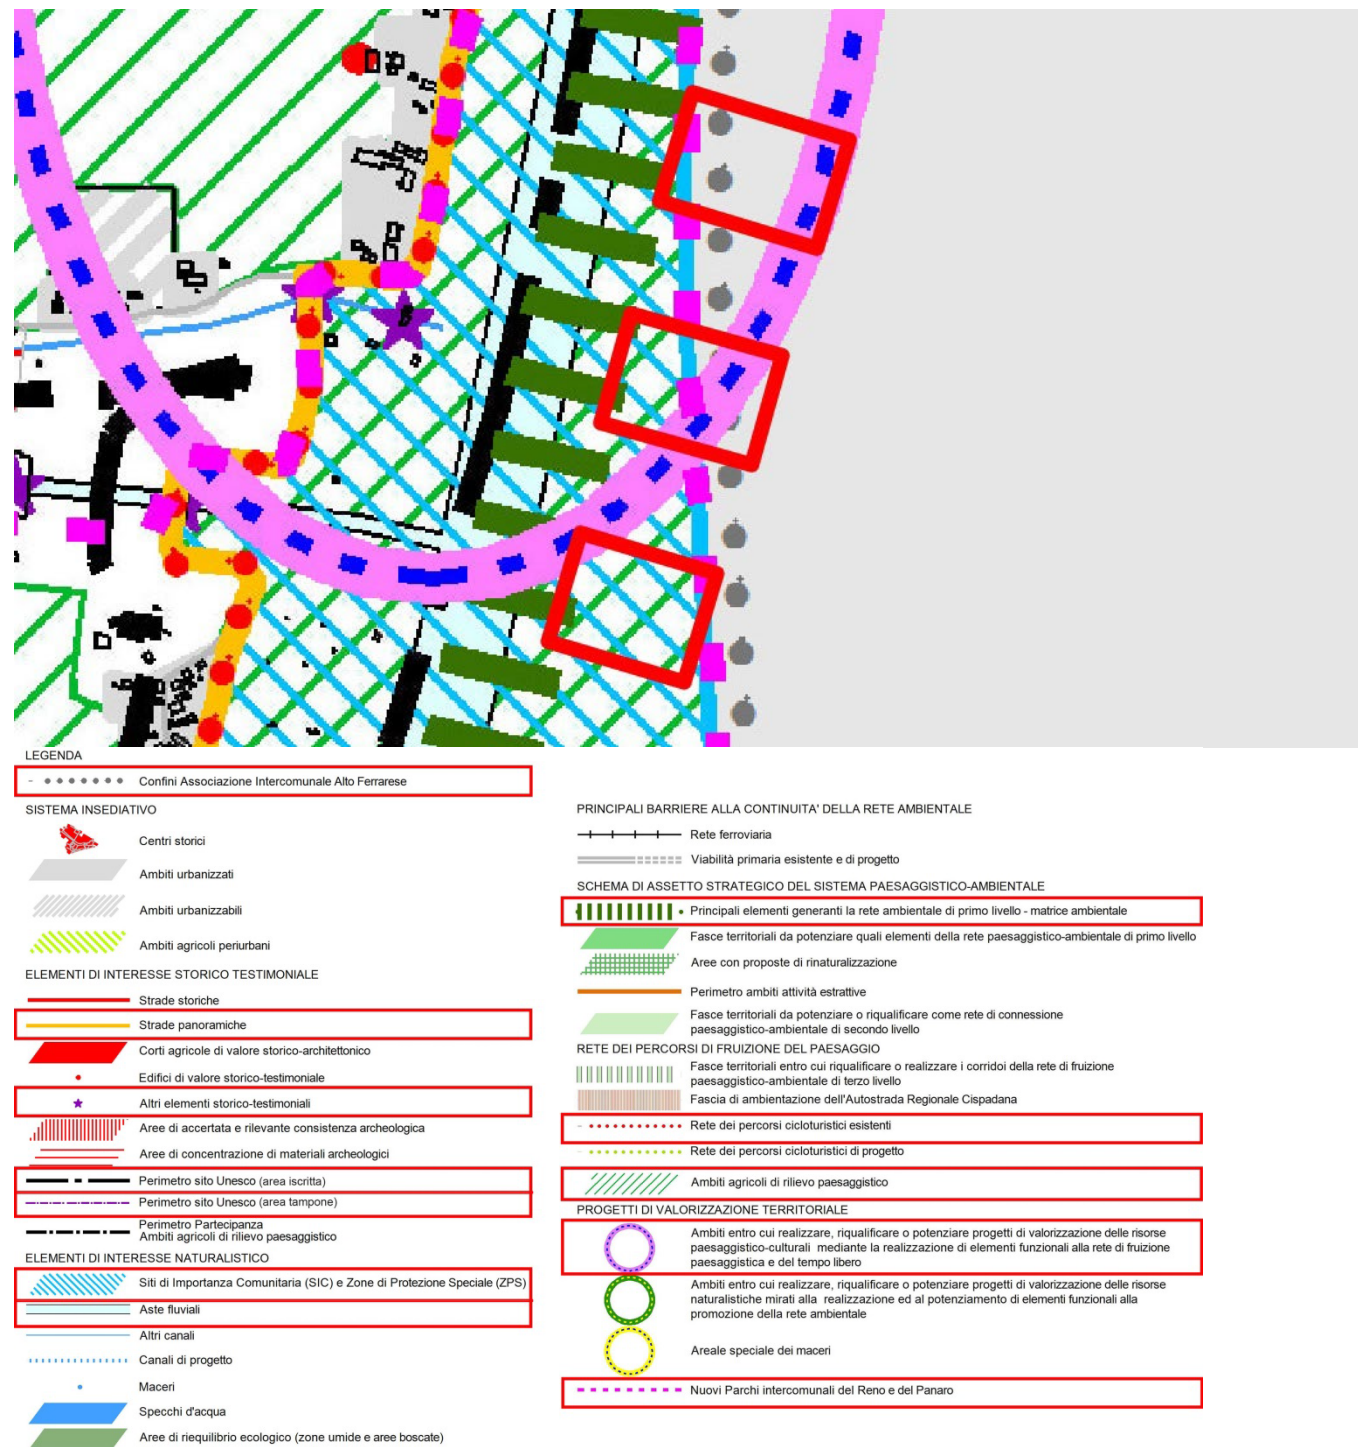 LEGENDA
Confini Associazione Intercomunale Alto Ferrarese
SISTEMA INSEDIATIVO
Centri storici
Ambiti urbanizzati
Ambiti urbanizzabili
Ambiti agricoli periurbani
ELEMENTI DI INTERESSE STORICO TESTIMONIALE
Strade storiche
Strade panoramiche
Corti agricole di valore storico-architettonico
Edifici di valore storico-testimoniale
Altri elementi storico-testimoniali
Aree di accertata e rilevante consistenza archeologica
Aree di concentrazione di materiali archeologici
Perimetro sito Unesco (area iscritta)
Perimetro sito Unesco (area tampone)
Perimetro Partecipanza
Ambiti agricoli di rilievo paesaggistico
ELEMENTI DI INTERESSE NATURALISTICO
Siti di Importanza Comunitaria (SIC) e Zone di Protezione Speciale (ZPS)
Aste fluviali
Altri canali
Canali di progetto
Maceri
Specchi d'acqua
Aree di riequilibrio ecologico (zone umide e aree boscate)
PRINCIPALI BARRIERE ALLA CONTINUITA' DELLA RETE AMBIENTALE
Rete ferroviaria
Viabilità primaria esistente e di progetto
SCHEMA DI ASSETTO STRATEGICO DEL SISTEMA PAESAGGISTICO-AMBIENTALE
Principali elementi generanti la rete ambientale di primo livello - matrice ambientale
Fasce territoriali da potenziare quali elementi della rete paesaggistico-ambientale di primo livello
Aree con proposte di rinaturalizzazione
Perimetro ambiti attività estrattive
Fasce territoriali da potenziare o riqualificare come rete di connessione
paesaggistico-ambientale di secondo livello
RETE DEI PERCORSI DI FRUIZIONE DEL PAESAGGIO
Fasce territoriali entro cui riqualificare o realizzare i corridoi della rete di fruizione
paesaggistico-ambientale di terzo livello
Fascia di ambientazione dell'Autostrada Regionale Cispadana
Rete dei percorsi cicloturistici esistenti
Rete dei percorsi cicloturistici di progetto
Ambiti agricoli di rilievo paesaggistico
PROGETTI DI VALORIZZAZIONE TERRITORIALE
Ambiti entro cui realizzare, riqualificare o potenziare progetti di valorizzazione delle risorse
paesaggistico-culturali mediante la realizzazione di elementi funzionali alla rete di fruizione
paesaggistica e del tempo libero
Ambiti entro cui realizzare, riqualificare o potenziare progetti di valorizzazione delle risorse
naturalistiche mirati alla realizzazione ed al potenziamento di elementi funzionali alla
promozione della rete ambientale
Areale speciale dei maceri
Nuovi Parchi intercomunali del Reno e del Panaro